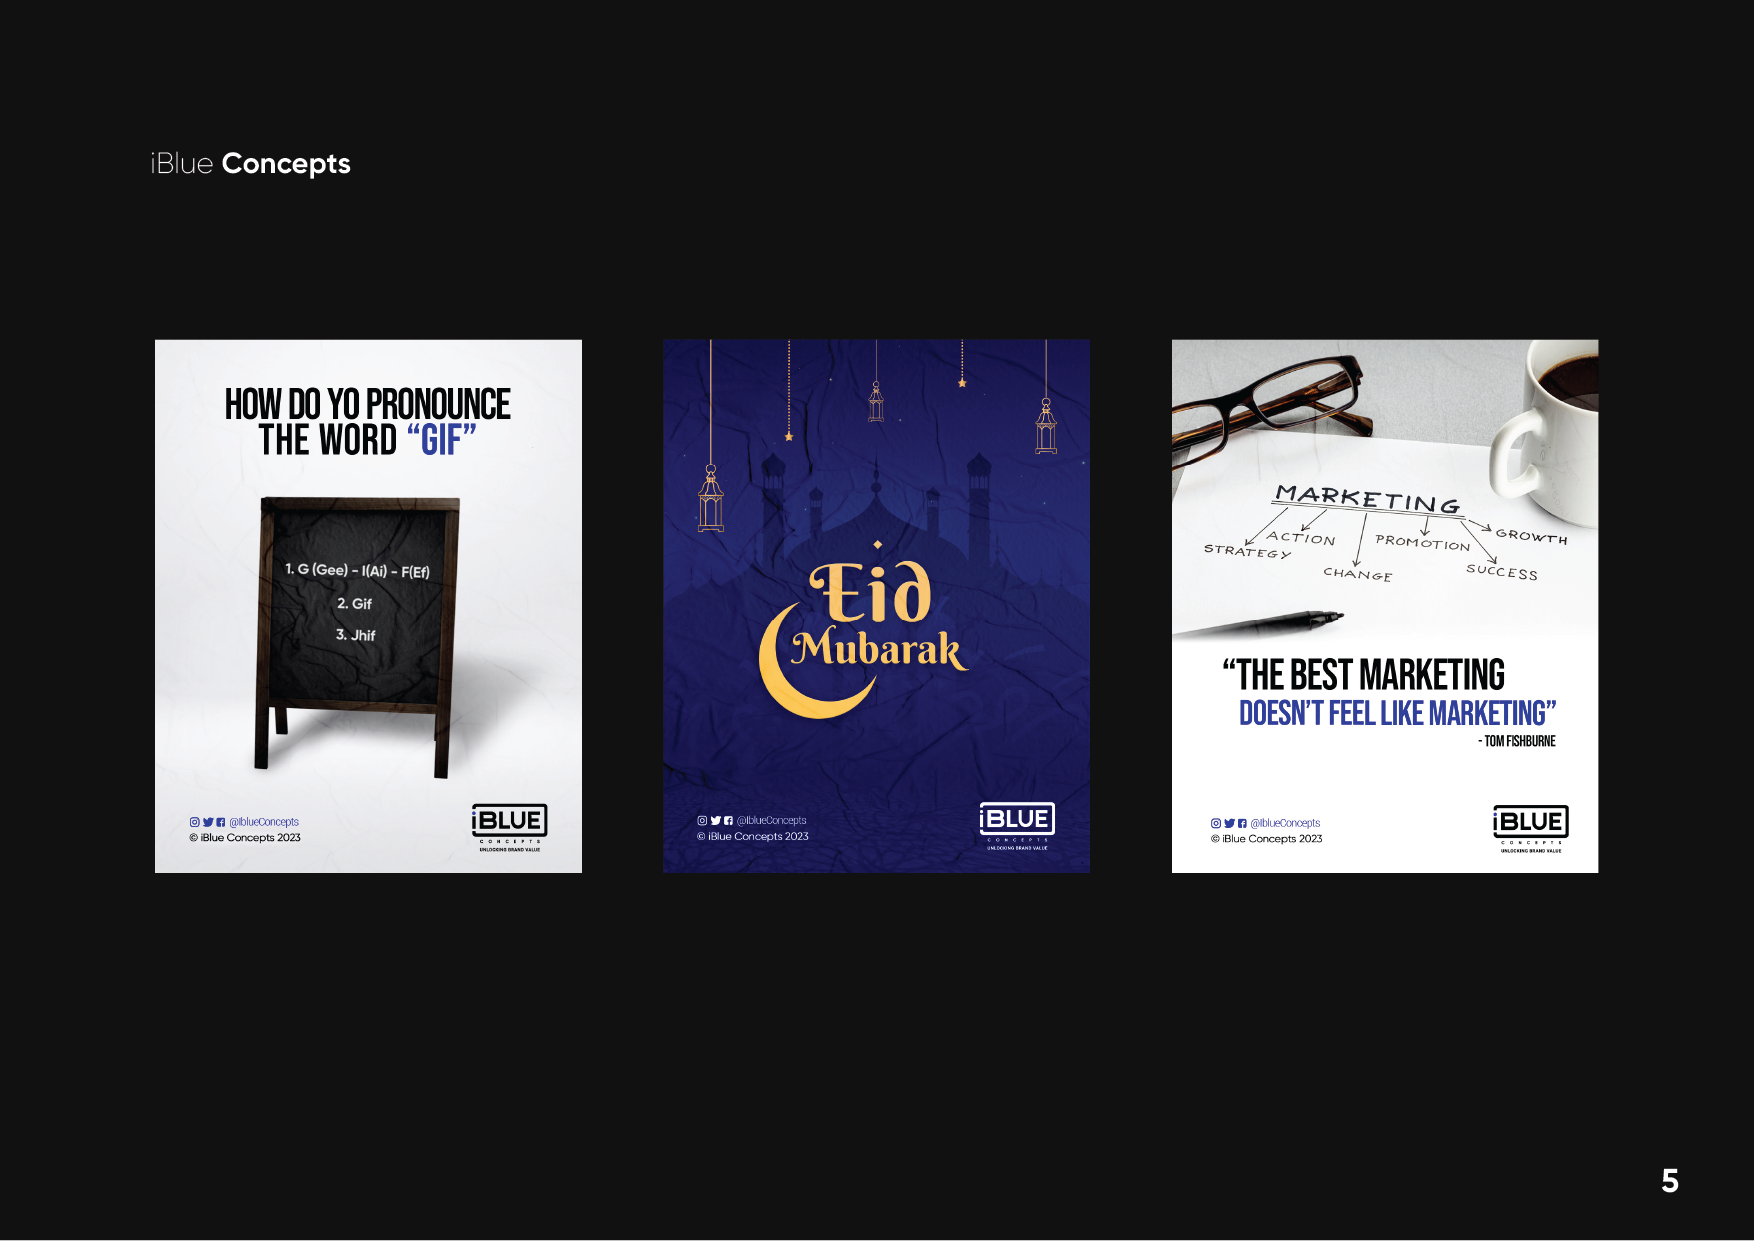 iBlue Concepts
HOW DO YO PRONOUNCE
THE WORD “GIF”
1. G (Gee) - I(Ai) - F(Ef)
2. Gif
3. Jhif
@IblueConcepts
© iBlue Concepts 2023
iBLUE
CONCEPTS
UNLOCKING BRAND VALUE
Eid
Mubarak
@IblueConcepts
© iBlue Concepts 2023
iBLUE
CONCEPTS
UNLOCKING BRAND VALUE
MARKETING
STRATEGY
ACTION
CHANGE
PROMOTION
SUCCESS
GROWTH
“THE BEST MARKETING
DOESN’T FEEL LIKE MARKETING”
- TOM FISHBURNE
@IblueConcepts
© iBlue Concepts 2023
iBLUE
CONCEPTS
UNLOCKING BRAND VALUE
5